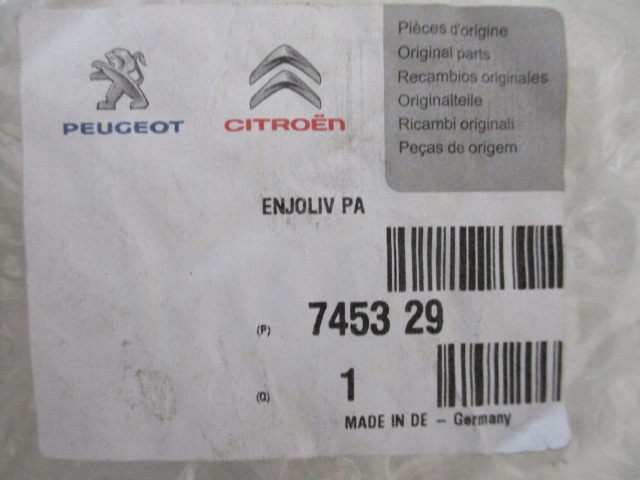 PEUGEOT
CITROËN
Pièces d'origine
Original parts
Recambios originales
Originalteile
Ricambi originali
Peças de origem
ENJOLIV PA
(P) 7453 29
(Q) 1
MADE IN DE - Germany